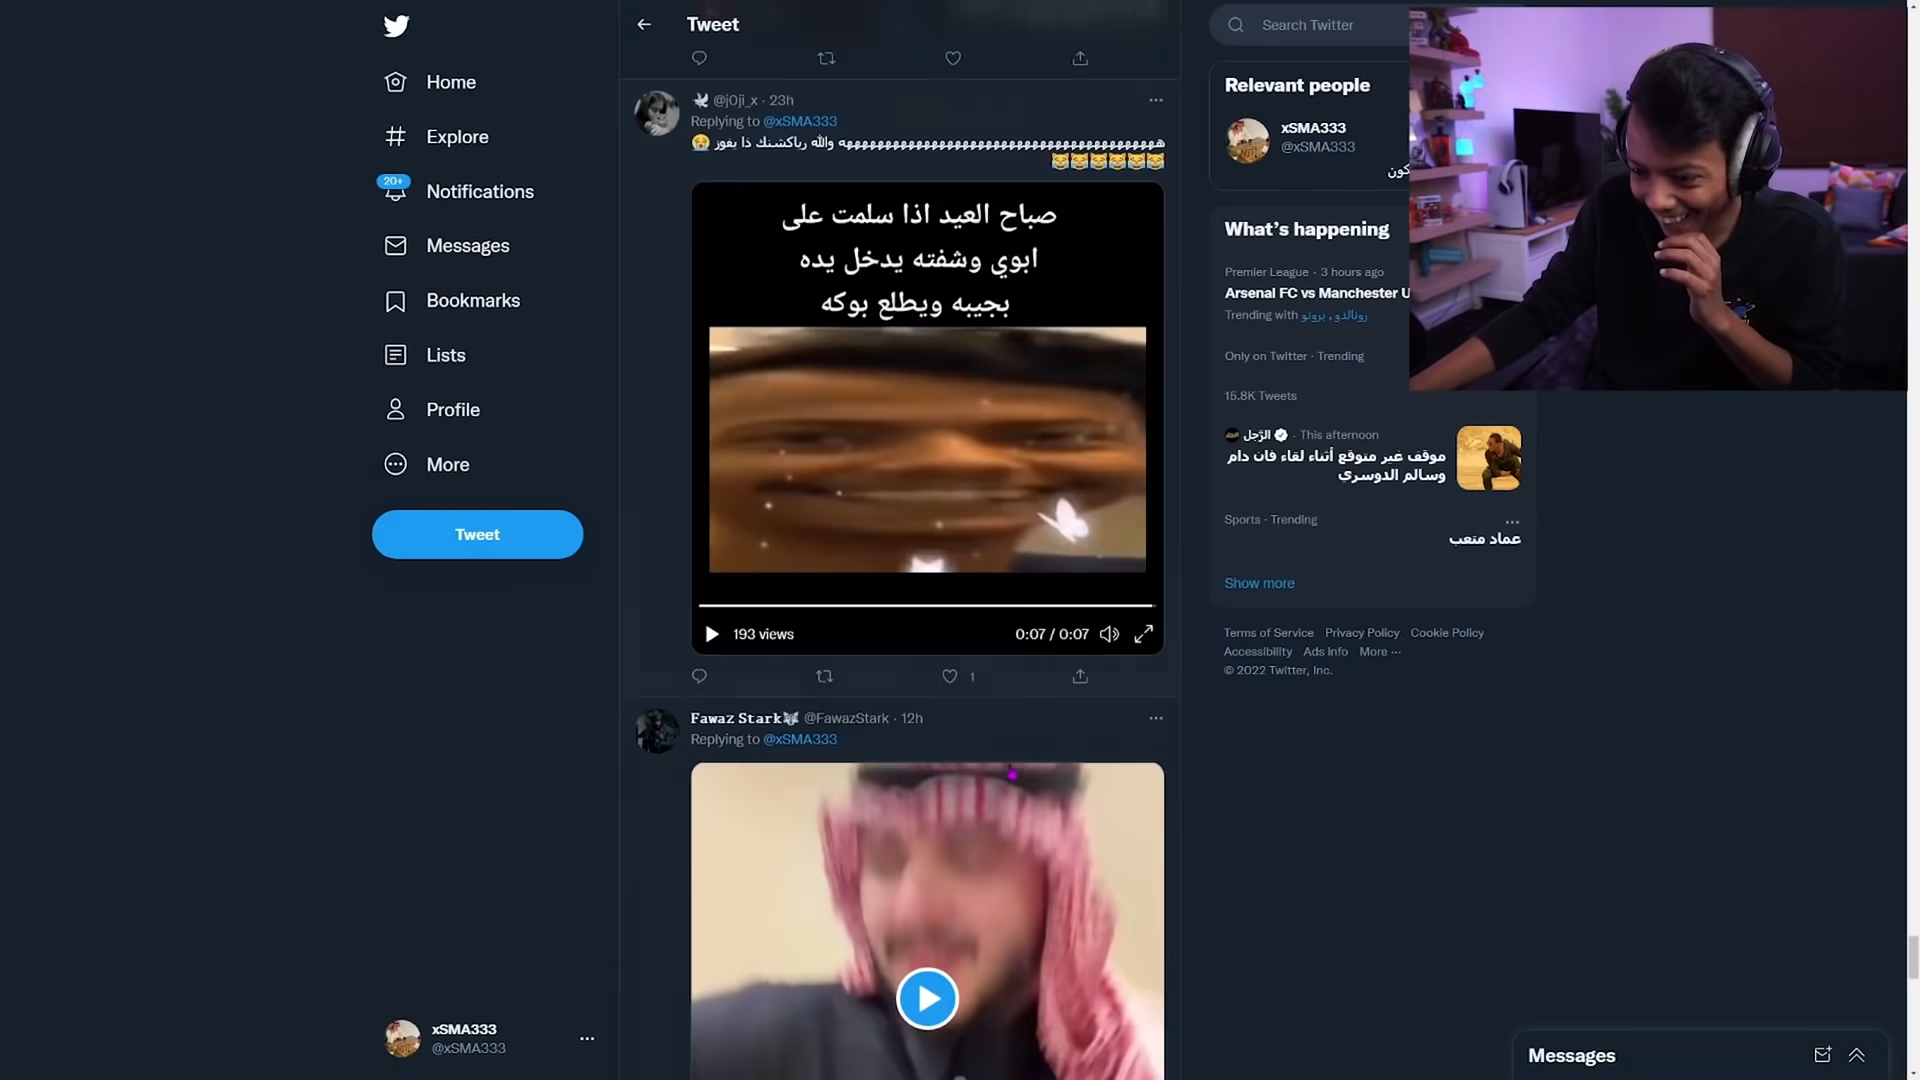 Home
Explore
20+
Notifications
Messages
Bookmarks
Lists
Profile
More
Tweet
xSMA333
@xSMA333
Tweet
@j0ji_x · 23h
Replying to @xSMA333
والله رياكشنك ذا يفوز 😭
😹😹😹😹😹😹
صباح العيد اذا سلمت على
ابوي وشفته يدخل يده
بجيبه ويطلع بوكه
193 views
0:07 / 0:07
1
Fawaz Stark🐺 @FawazStark · 12h
Replying to @xSMA333
Search Twitter
Relevant people
xSMA333
@xSMA333
كون
What's happening
Premier League · 3 hours ago
Arsenal FC vs Manchester U
Trending with رونالدو , برونو
Only on Twitter · Trending
15.8K Tweets
الرَّجل · This afternoon
موقف غير متوقع أثناء لقاء فان دام
وسالم الدوسري
Sports · Trending
عماد متعب
Show more
Terms of Service Privacy Policy Cookie Policy
Accessibility Ads info More ···
© 2022 Twitter, Inc.
Messages